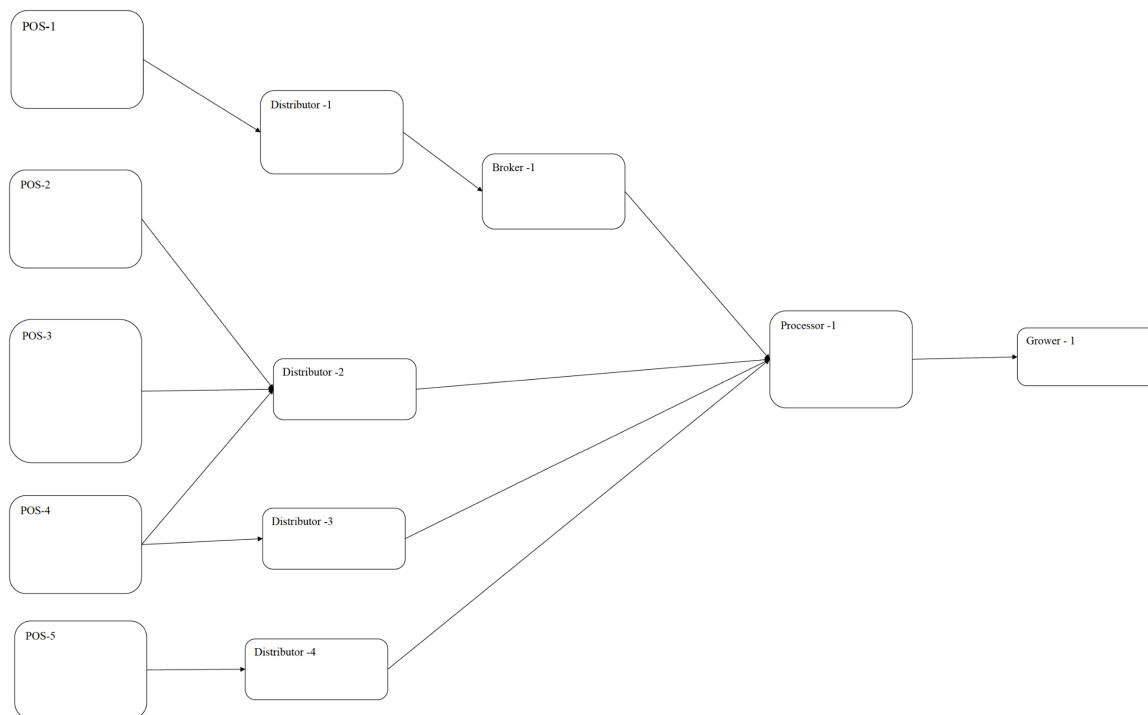 POS-1
Distributor -1
Broker -1
POS-2
POS-3
Distributor -2
Processor -1
Grower - 1
POS-4
Distributor -3
POS-5
Distributor -4